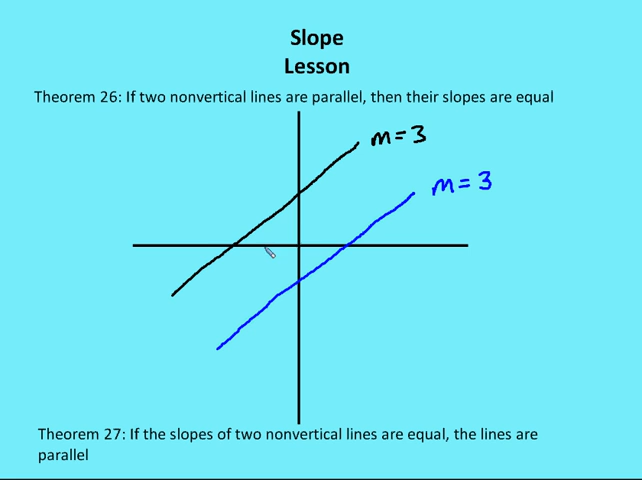 Slope
Lesson
Theorem 26: If two nonvertical lines are parallel, then their slopes are equal
m = 3
m = 3
Theorem 27: If the slopes of two nonvertical lines are equal, the lines are
parallel